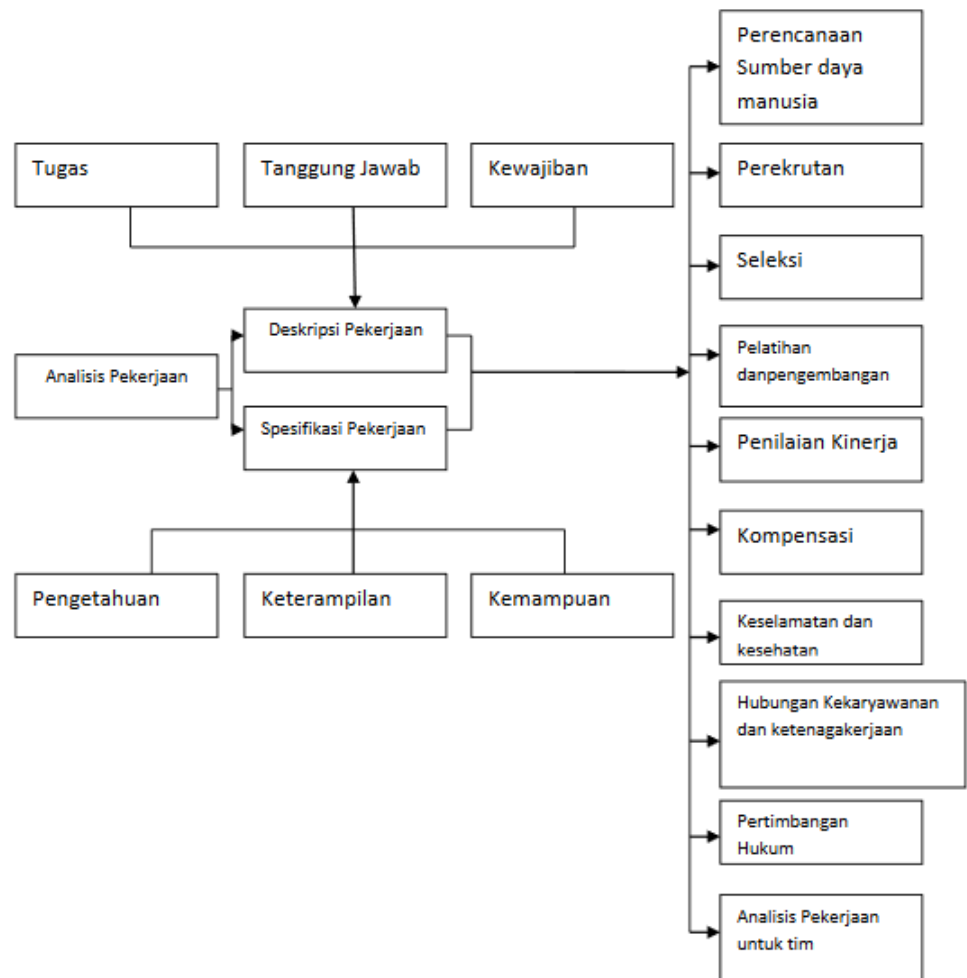 Perencanaan
Sumber daya
manusia
Tugas
Tanggung Jawab
Kewajiban
Perekrutan
Seleksi
Deskripsi Pekerjaan
Analisis Pekerjaan
Spesifikasi Pekerjaan
Pelatihan
danpengembangan
Penilaian Kinerja
Kompensasi
Pengetahuan
Keterampilan
Kemampuan
Keselamatan dan
kesehatan
Hubungan Kekaryawanan
dan ketenagakerjaan
Pertimbangan
Hukum
Analisis Pekerjaan
untuk tim